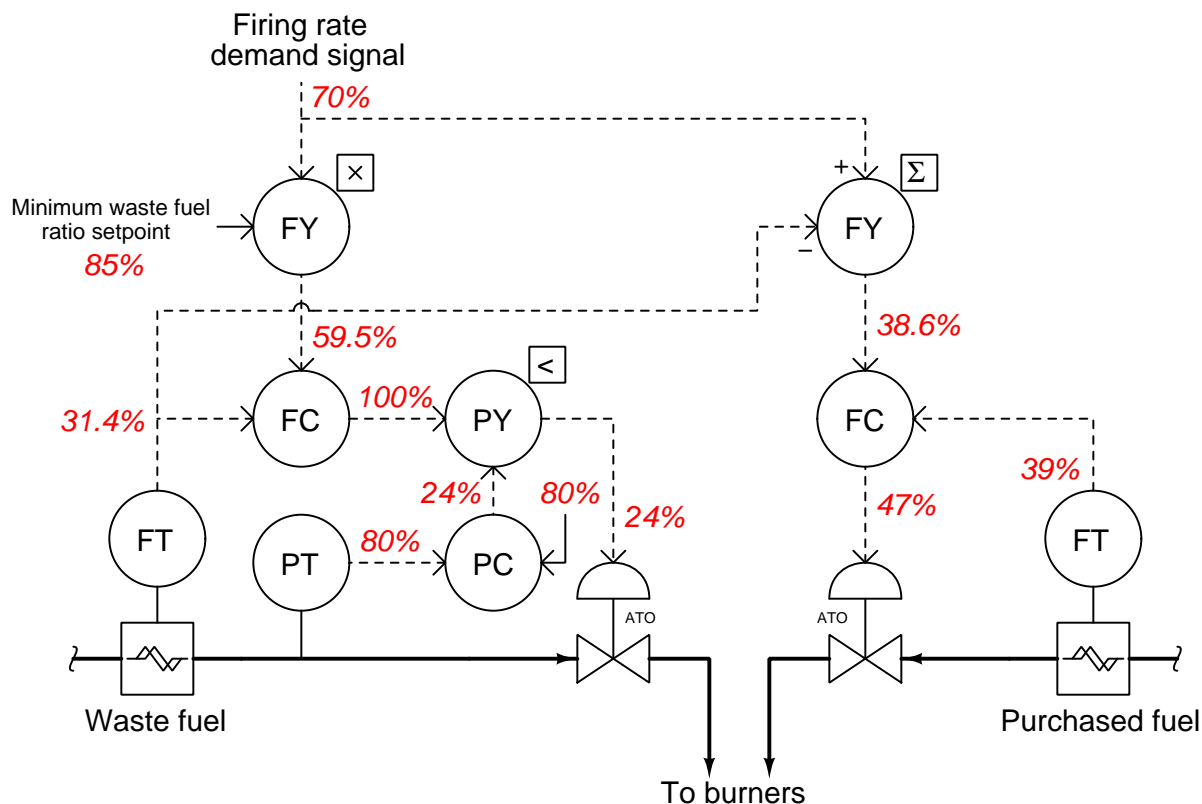 Firing rate
demand signal
70%
×
+
Σ
Minimum waste fuel
ratio setpoint
85%
FY
FY
−
59.5%
38.6%
<
31.4%
FC
100%
PY
FC
24%
80%
24%
47%
39%
FT
PT
80%
PC
FT
ATO
ATO
Waste fuel
Purchased fuel
To burners